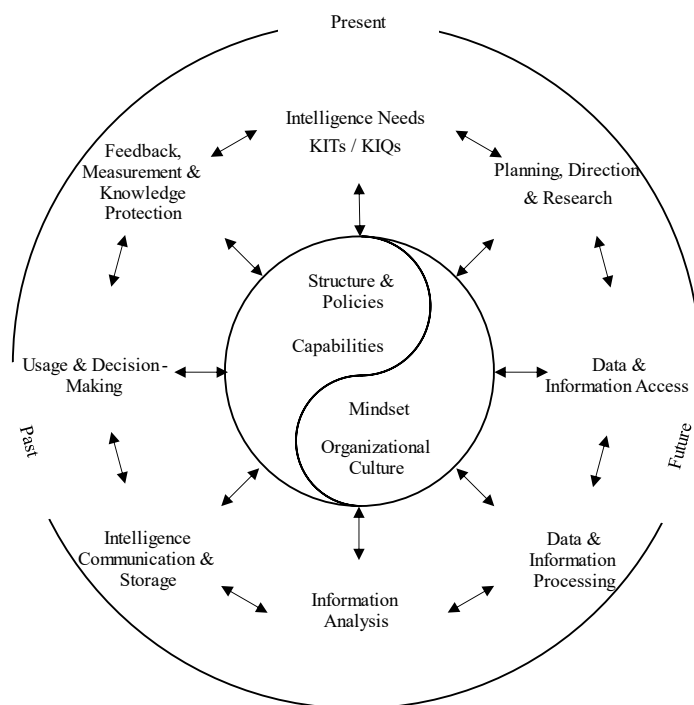 Present
Intelligence Needs
KITs / KIQs
Feedback,
Measurement &
Knowledge
Protection
Planning, Direction
& Research
Structure &
Policies
Capabilities
Usage & Decision-
Making
Data &
Information Access
Mindset
Organizational
Culture
Past
Future
Intelligence
Communication &
Storage
Data &
Information
Processing
Information
Analysis